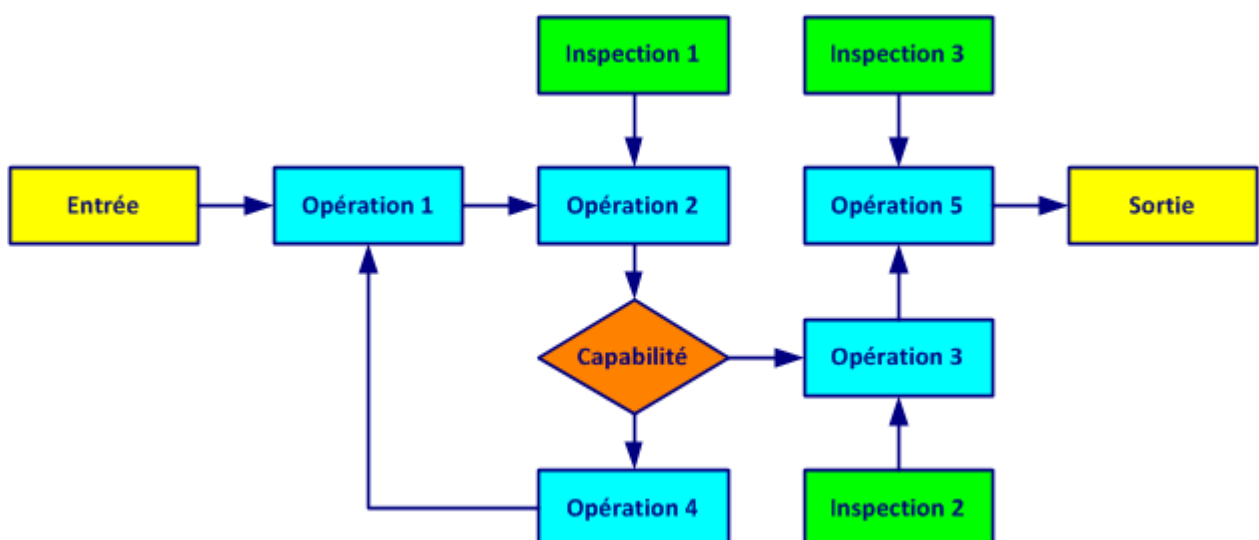 Inspection 1
Inspection 3
Entrée
Opération 1
Opération 2
Opération 5
Sortie
Capabilité
Opération 3
Opération 4
Inspection 2